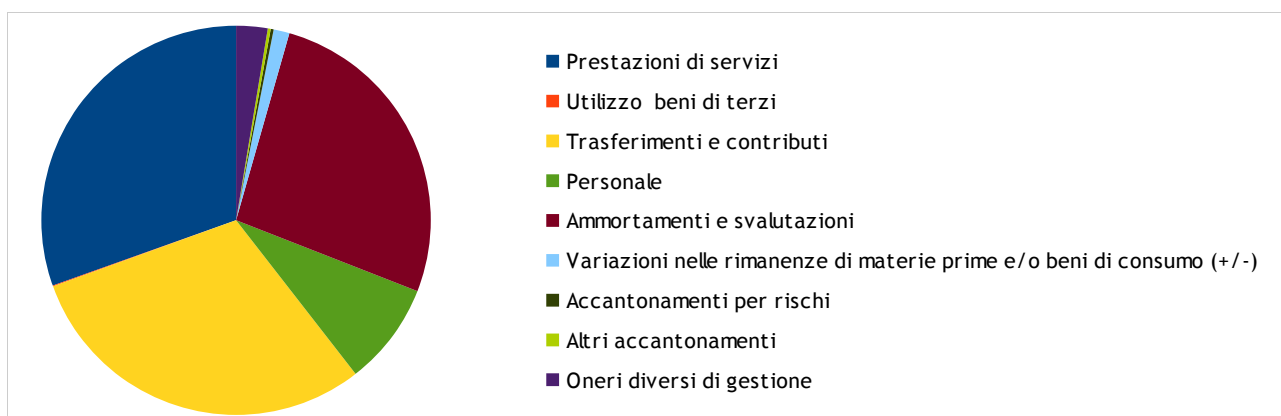 Prestazioni di servizi
Utilizzo beni di terzi
Trasferimenti e contributi
Personale
Ammortamenti e svalutazioni
Variazioni nelle rimanenze di materie prime e/o beni di consumo (+/-)
Accantonamenti per rischi
Altri accantonamenti
Oneri diversi di gestione